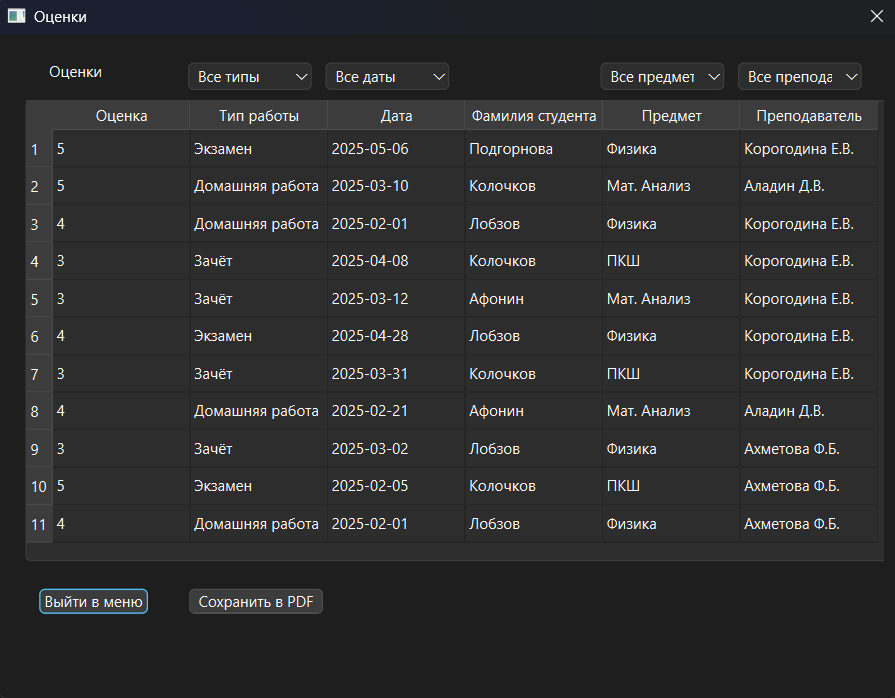 Оценки
Оценки Все типы Все даты Все предмет Все препода
Оценка Тип работы Дата Фамилия студента Предмет Преподаватель
1 5 Экзамен 2025-05-06 Подгорнова Физика Корогодина Е.В.
2 5 Домашняя работа 2025-03-10 Колочков Мат. Анализ Аладин Д.В.
3 4 Домашняя работа 2025-02-01 Лобзов Физика Корогодина Е.В.
4 3 Зачёт 2025-04-08 Колочков ПКШ Корогодина Е.В.
5 3 Зачёт 2025-03-12 Афонин Мат. Анализ Корогодина Е.В.
6 4 Экзамен 2025-04-28 Лобзов Физика Корогодина Е.В.
7 3 Зачёт 2025-03-31 Колочков ПКШ Корогодина Е.В.
8 4 Домашняя работа 2025-02-21 Афонин Мат. Анализ Аладин Д.В.
9 3 Зачёт 2025-03-02 Лобзов Физика Ахметова Ф.Б.
10 5 Экзамен 2025-02-05 Колочков ПКШ Ахметова Ф.Б.
11 4 Домашняя работа 2025-02-01 Лобзов Физика Ахметова Ф.Б.
Выйти в меню Сохранить в PDF